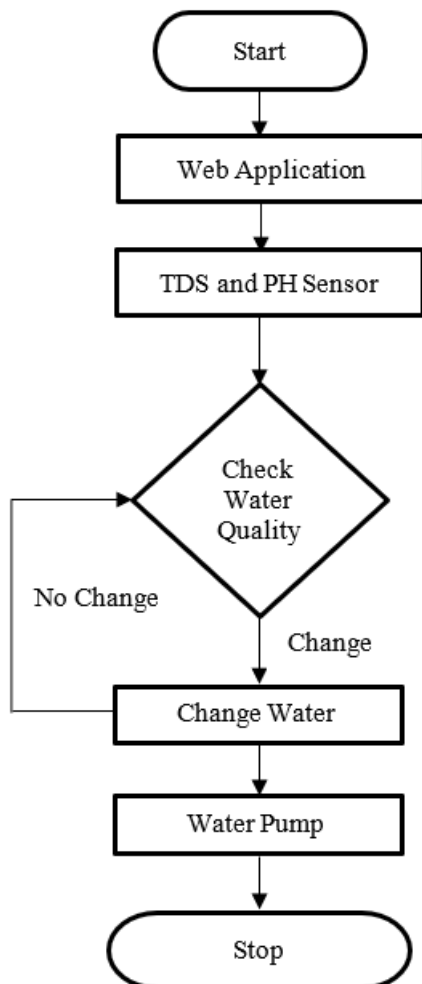 Start
Web Application
TDS and PH Sensor
Check
Water
Quality
No Change
Change
Change Water
Water Pump
Stop